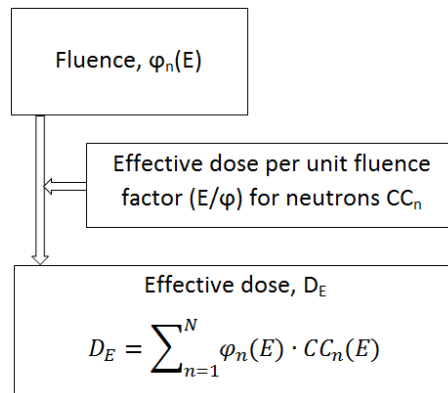 Fluence, φn(E)
Effective dose per unit fluence
factor (E/φ) for neutrons CCn
Effective dose, DE
DE = ∑_{n=1}^{N} φn(E) · CCn(E)